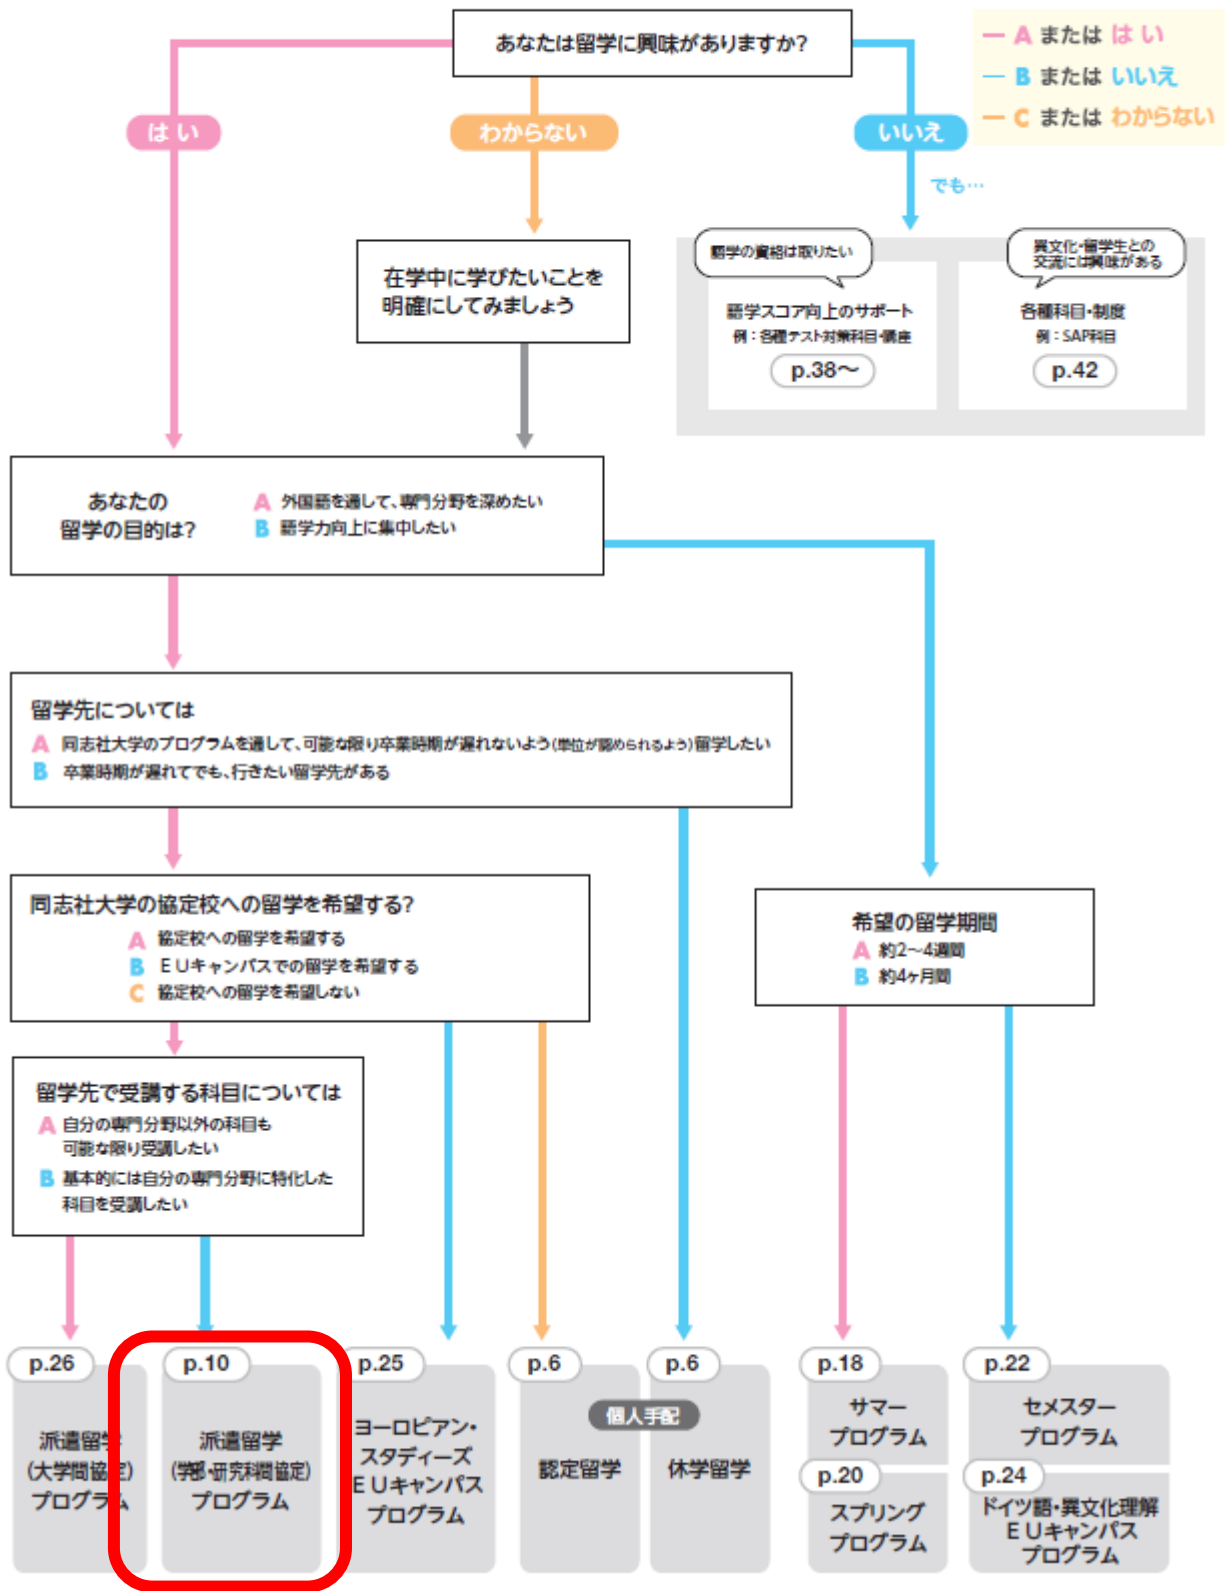 あなたは留学に興味がありますか？
A または はい
B または いいえ
C または わからない
はい
わからない
いいえ
でも…
在学中に学びたいことを
明確にしてみましょう
語学の資格は取りたい
語学スコア向上のサポート
例：各種テスト対策科目・講座
p.38〜
異文化・留学生との
交流には興味がある
各種科目・制度
例：SAP科目
p.42
あなたの
留学の目的は？
A 外国語を通して、専門分野を深めたい
B 語学力向上に集中したい
留学先については
A 同志社大学のプログラムを通して、可能な限り卒業時期が遅れないよう（単位が認められるよう）留学したい
B 卒業時期が遅れてでも、行きたい留学先がある
同志社大学の協定校への留学を希望する？
A 協定校への留学を希望する
B EUキャンパスでの留学を希望する
C 協定校への留学を希望しない
希望の留学期間
A 約2〜4週間
B 約4ヶ月間
留学先で受講する科目については
A 自分の専門分野以外の科目も
可能な限り受講したい
B 基本的には自分の専門分野に特化した
科目を受講したい
p.26
派遣留学
（大学間協定）
プログラム
p.10
派遣留学
（学部・研究科間協定）
プログラム
p.25
ヨーロピアン・
スタディーズ
EUキャンパス
プログラム
p.6
認定留学
個人手配
p.6
休学留学
p.18
サマー
プログラム
p.20
スプリング
プログラム
p.22
セメスター
プログラム
p.24
ドイツ語・異文化理解
EUキャンパス
プログラム